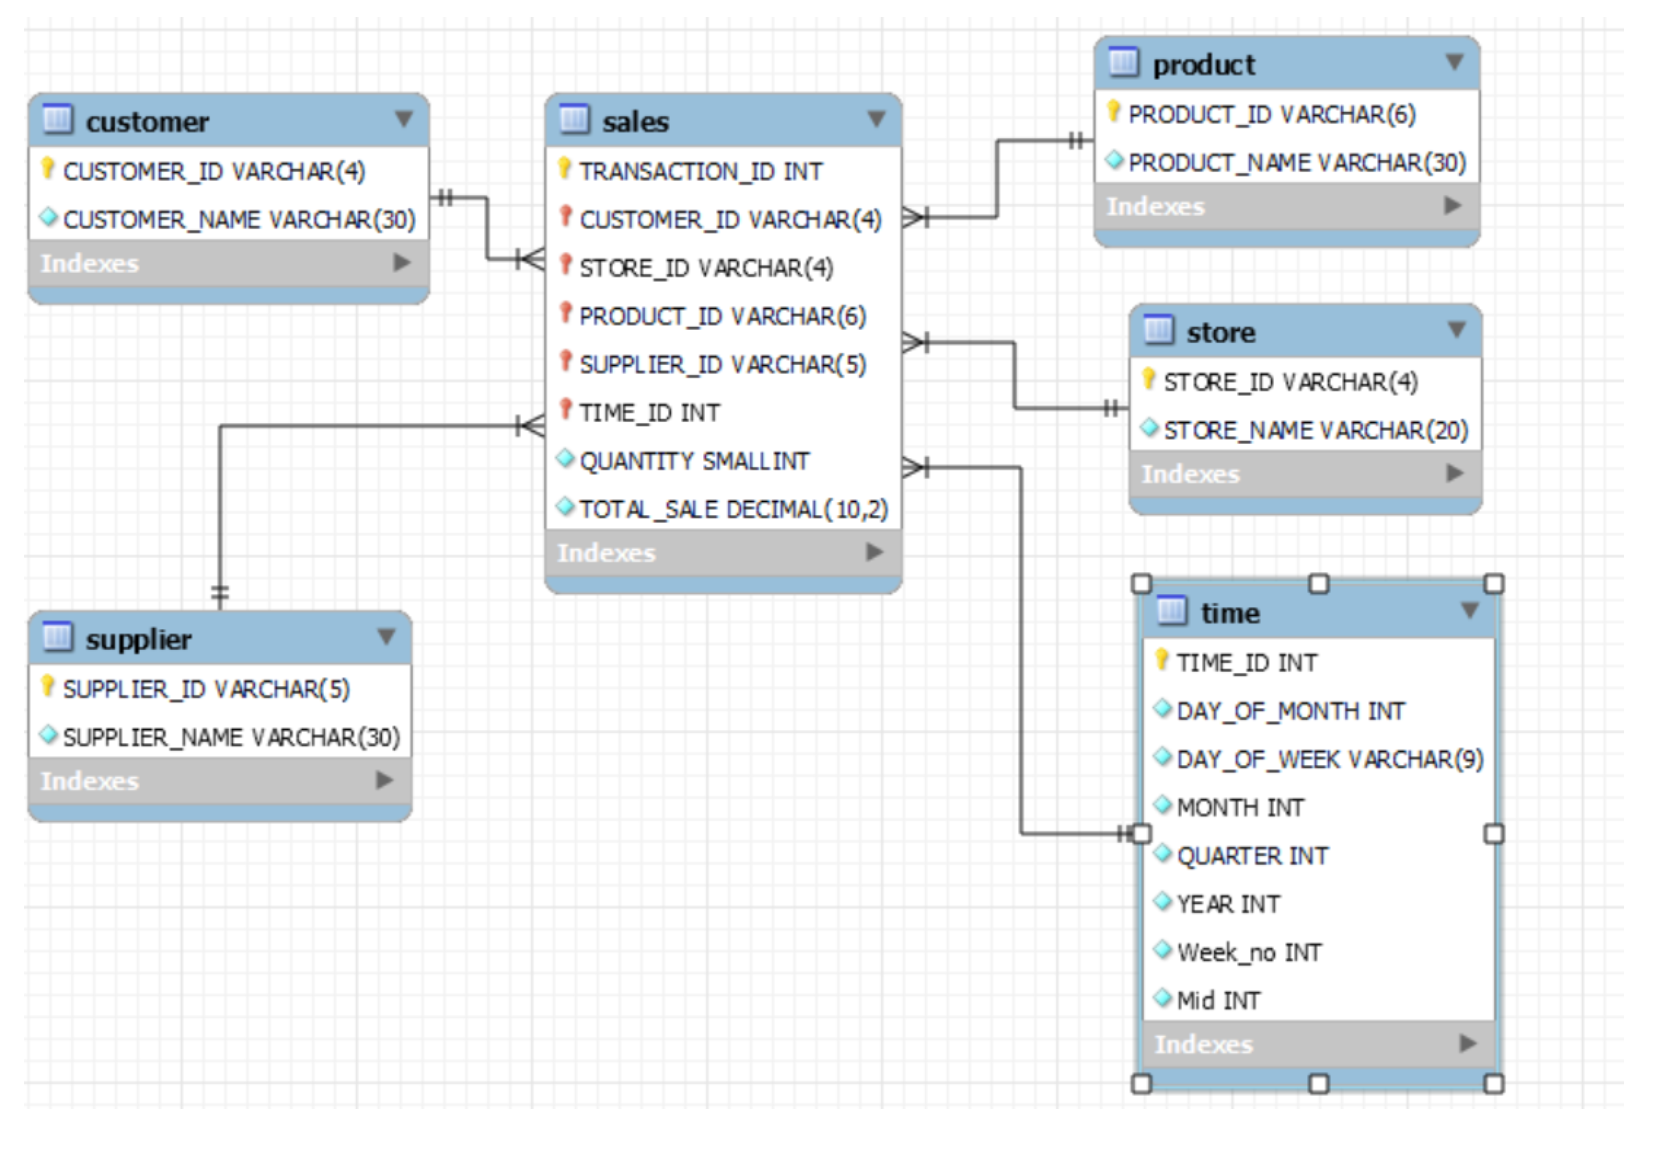 customer
CUSTOMER_ID VARCHAR(4)
CUSTOMER_NAME VARCHAR(30)
Indexes
sales
TRANSACTION_ID INT
CUSTOMER_ID VARCHAR(4)
STORE_ID VARCHAR(4)
PRODUCT_ID VARCHAR(6)
SUPPLIER_ID VARCHAR(5)
TIME_ID INT
QUANTITY SMALLINT
TOTAL_SALE DECIMAL(10,2)
Indexes
product
PRODUCT_ID VARCHAR(6)
PRODUCT_NAME VARCHAR(30)
Indexes
store
STORE_ID VARCHAR(4)
STORE_NAME VARCHAR(20)
Indexes
supplier
SUPPLIER_ID VARCHAR(5)
SUPPLIER_NAME VARCHAR(30)
Indexes
time
TIME_ID INT
DAY_OF_MONTH INT
DAY_OF_WEEK VARCHAR(9)
MONTH INT
QUARTER INT
YEAR INT
Week_no INT
Mid INT
Indexes